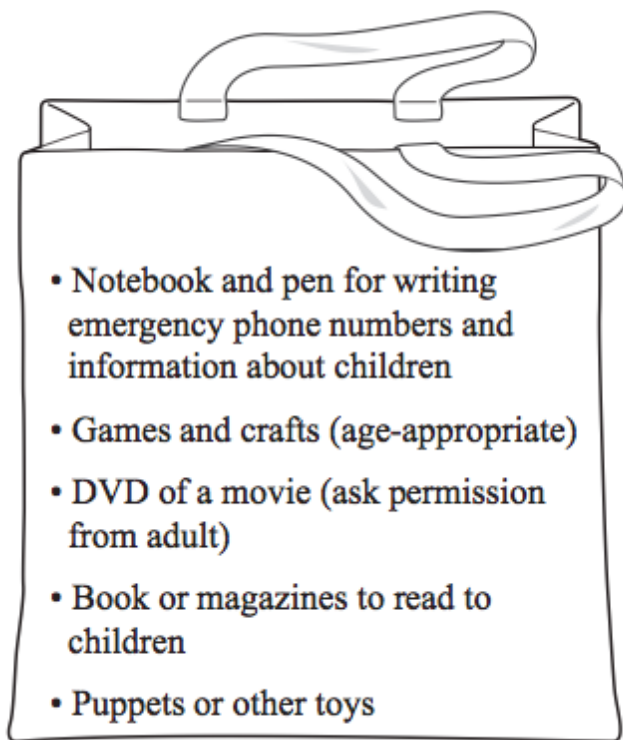 • Notebook and pen for writing
emergency phone numbers and
information about children
• Games and crafts (age-appropriate)
• DVD of a movie (ask permission
from adult)
• Book or magazines to read to
children
• Puppets or other toys